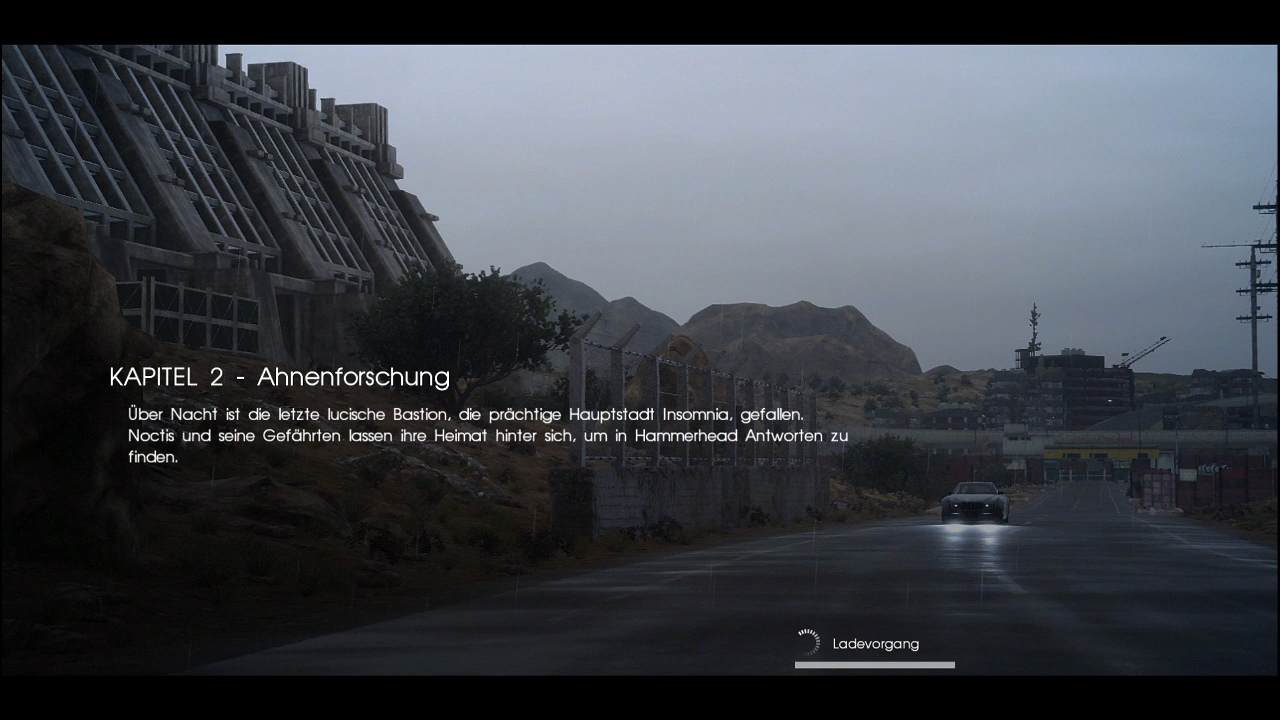 KAPITEL 2 - Ahnenforschung
Über Nacht ist die letzte lucische Bastion, die prächtige Hauptstadt Insomnia, gefallen.
Noctis und seine Gefährten lassen ihre Heimat hinter sich, um in Hammerhead Antworten zu
finden.
Ladevorgang